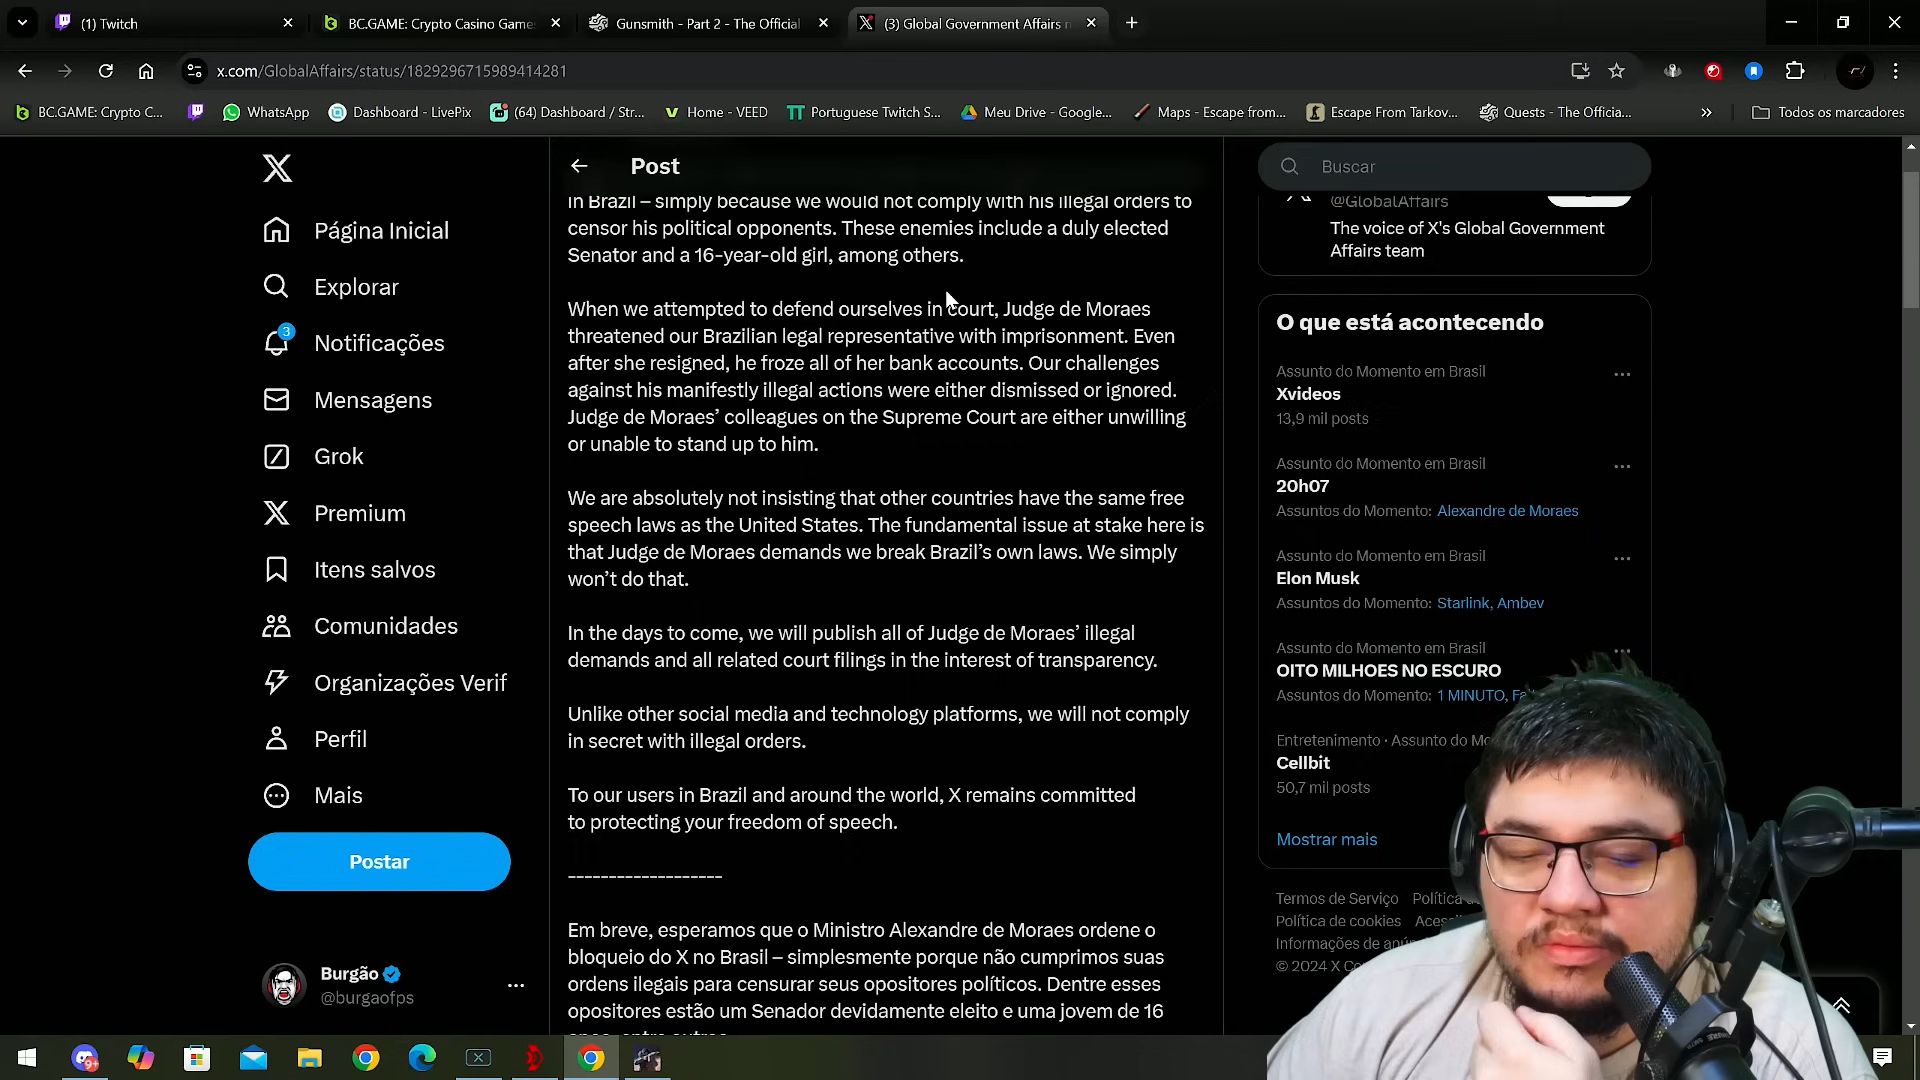 (1) Twitch
BC.GAME: Crypto Casino Game
Gunsmith - Part 2 - The Official
(3) Global Government Affairs n
x.com/GlobalAffairs/status/1829296715989414281
BC.GAME: Crypto C...
WhatsApp
Dashboard - LivePix
(64) Dashboard / Str...
Home - VEED
Portuguese Twitch S...
Meu Drive - Google...
Maps - Escape from...
Escape From Tarkov...
Quests - The Officia...
Todos os marcadores
Página Inicial
Explorar
3
Notificações
Mensagens
Grok
Premium
Itens salvos
Comunidades
Organizações Verif
Perfil
Mais
Postar
Burgão
@burgaofps
Post
in Brazil – simply because we would not comply with his illegal orders to
censor his political opponents. These enemies include a duly elected
Senator and a 16-year-old girl, among others.
When we attempted to defend ourselves in court, Judge de Moraes
threatened our Brazilian legal representative with imprisonment. Even
after she resigned, he froze all of her bank accounts. Our challenges
against his manifestly illegal actions were either dismissed or ignored.
Judge de Moraes’ colleagues on the Supreme Court are either unwilling
or unable to stand up to him.
We are absolutely not insisting that other countries have the same free
speech laws as the United States. The fundamental issue at stake here is
that Judge de Moraes demands we break Brazil’s own laws. We simply
won’t do that.
In the days to come, we will publish all of Judge de Moraes’ illegal
demands and all related court filings in the interest of transparency.
Unlike other social media and technology platforms, we will not comply
in secret with illegal orders.
To our users in Brazil and around the world, X remains committed
to protecting your freedom of speech.
-------------------
Em breve, esperamos que o Ministro Alexandre de Moraes ordene o
bloqueio do X no Brasil – simplesmente porque não cumprimos suas
ordens ilegais para censurar seus opositores políticos. Dentre esses
opositores estão um Senador devidamente eleito e uma jovem de 16
Buscar
@GlobalAffairs
The voice of X's Global Government
Affairs team
O que está acontecendo
Assunto do Momento em Brasil
Xvideos
13,9 mil posts
Assunto do Momento em Brasil
20h07
Assuntos do Momento: Alexandre de Moraes
Assunto do Momento em Brasil
Elon Musk
Assuntos do Momento: Starlink, Ambev
Assunto do Momento em Brasil
OITO MILHOES NO ESCURO
Assuntos do Momento: 1 MINUTO,
Entretenimento · Assunto do
Cellbit
50,7 mil posts
Mostrar mais
Termos de Serviço
Política de cookies
Informações de
© 2024 X
9+